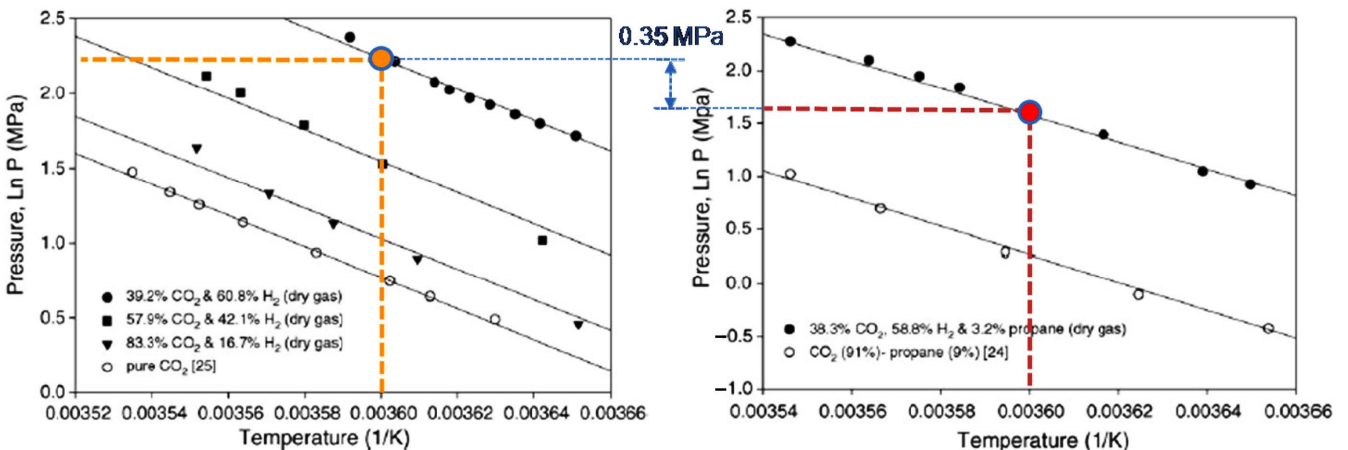 2.5
2.0
1.5
1.0
0.5
0.0
Pressure, Ln P (MPa)
39.2% CO2 & 60.8% H2 (dry gas)
57.9% CO2 & 42.1% H2 (dry gas)
83.3% CO2 & 16.7% H2 (dry gas)
pure CO2 [25]
0.00352 0.00354 0.00356 0.00358 0.00360 0.00362 0.00364 0.00366
Temperature (1/K)
0.35 MPa
2.5
2.0
1.5
1.0
0.5
0.0
−0.5
−1.0
Pressure, Ln P (Mpa)
38.3% CO2, 58.8% H2 & 3.2% propane (dry gas)
CO2 (91%)- propane (9%) [24]
0.00354 0.00356 0.00358 0.00360 0.00362 0.00364 0.00366
Temperature (1/K)